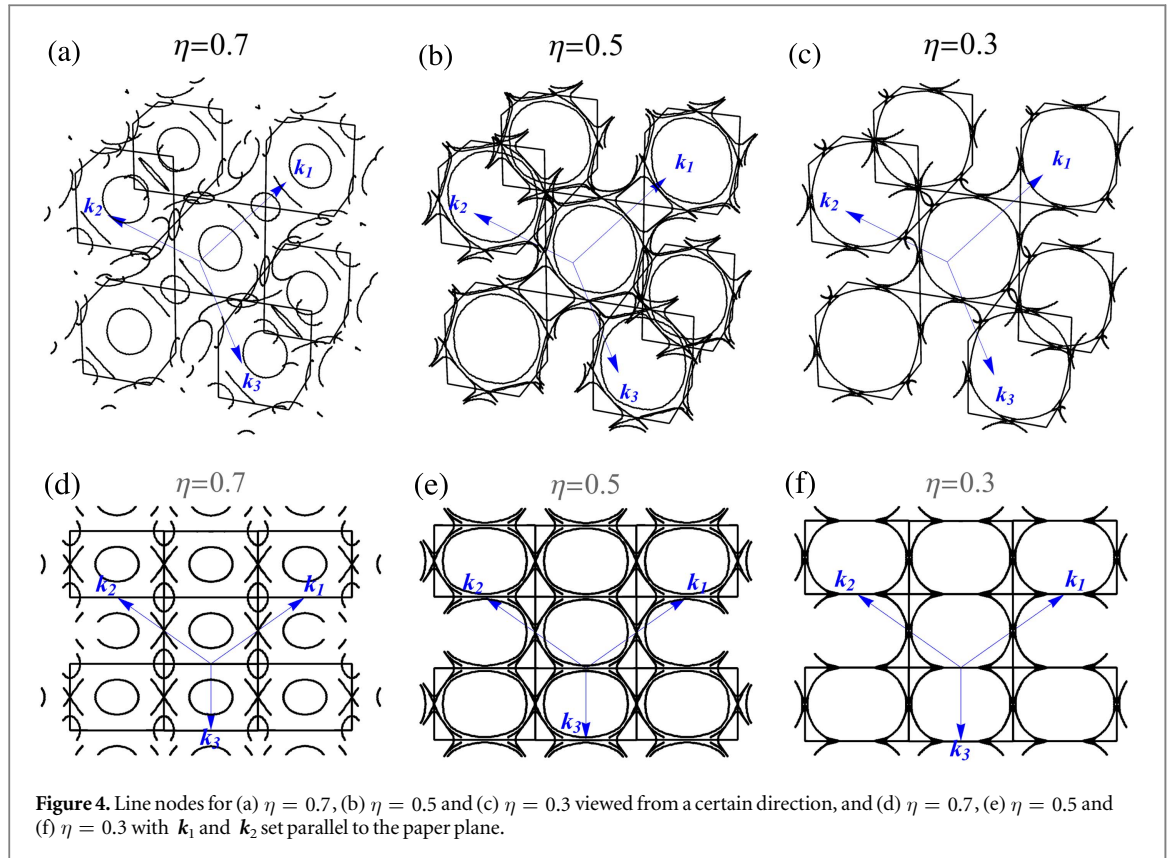 (a) η=0.7
(b) η=0.5
(c) η=0.3
k1
k2
k3
k1
k2
k3
k1
k2
k3
(d) η=0.7
(e) η=0.5
(f) η=0.3
k2 k1
k3
k2 k1
k3
k2 k1
k3
Figure 4. Line nodes for (a) η = 0.7, (b) η = 0.5 and (c) η = 0.3 viewed from a certain direction, and (d) η = 0.7, (e) η = 0.5 and
(f) η = 0.3 with k1 and k2 set parallel to the paper plane.